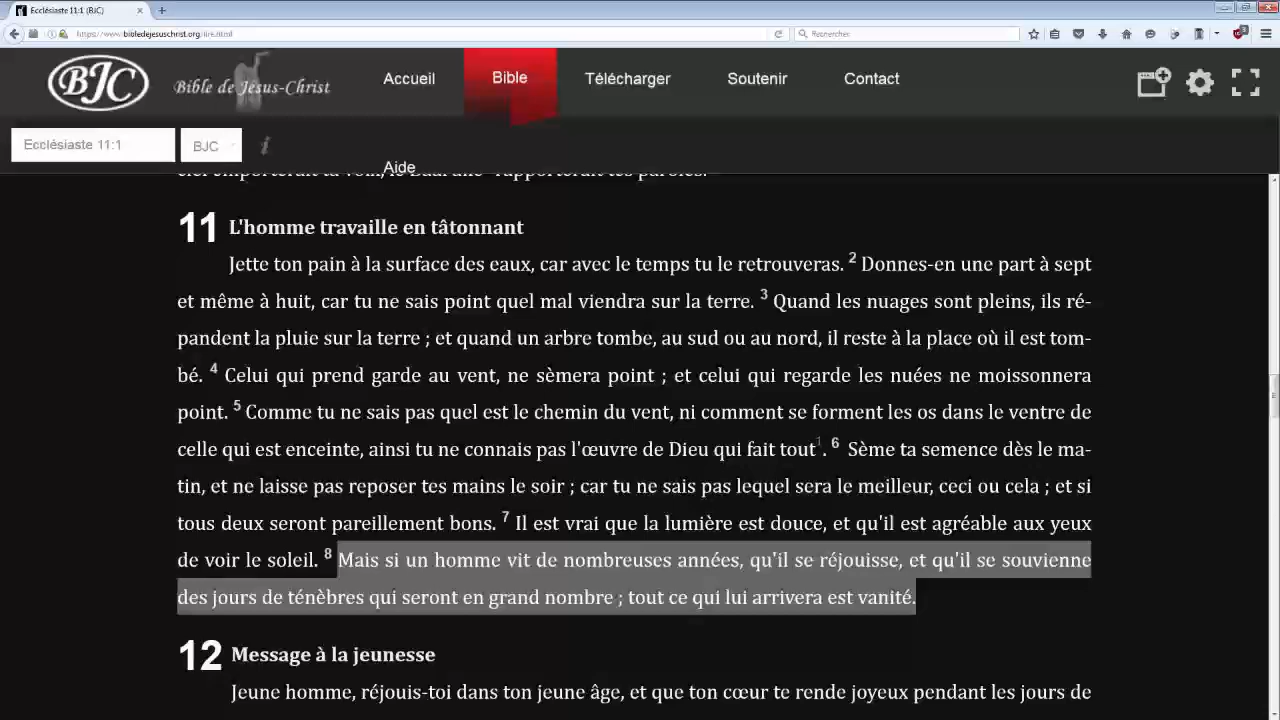 Ecclésiaste 11:1 (BJC)
https://www.bibledejesuschrist.org/lire.html
Rechercher
BJC
Bible de Jésus-Christ
Accueil
Bible
Télécharger
Soutenir
Contact
Ecclésiaste 11:1
BJC
i
Aide
11 L'homme travaille en tâtonnant
Jette ton pain à la surface des eaux, car avec le temps tu le retrouveras. 2 Donnes-en une part à sept
et même à huit, car tu ne sais point quel mal viendra sur la terre. 3 Quand les nuages sont pleins, ils ré-
pandent la pluie sur la terre ; et quand un arbre tombe, au sud ou au nord, il reste à la place où il est tom-
bé. 4 Celui qui prend garde au vent, ne sèmera point ; et celui qui regarde les nuées ne moissonnera
point. 5 Comme tu ne sais pas quel est le chemin du vent, ni comment se forment les os dans le ventre de
celle qui est enceinte, ainsi tu ne connais pas l'œuvre de Dieu qui fait tout1. 6 Sème ta semence dès le ma-
tin, et ne laisse pas reposer tes mains le soir ; car tu ne sais pas lequel sera le meilleur, ceci ou cela ; et si
tous deux seront pareillement bons. 7 Il est vrai que la lumière est douce, et qu'il est agréable aux yeux
de voir le soleil. 8 Mais si un homme vit de nombreuses années, qu'il se réjouisse, et qu'il se souvienne
des jours de ténèbres qui seront en grand nombre ; tout ce qui lui arrivera est vanité.
12 Message à la jeunesse
Jeune homme, réjouis-toi dans ton jeune âge, et que ton cœur te rende joyeux pendant les jours de